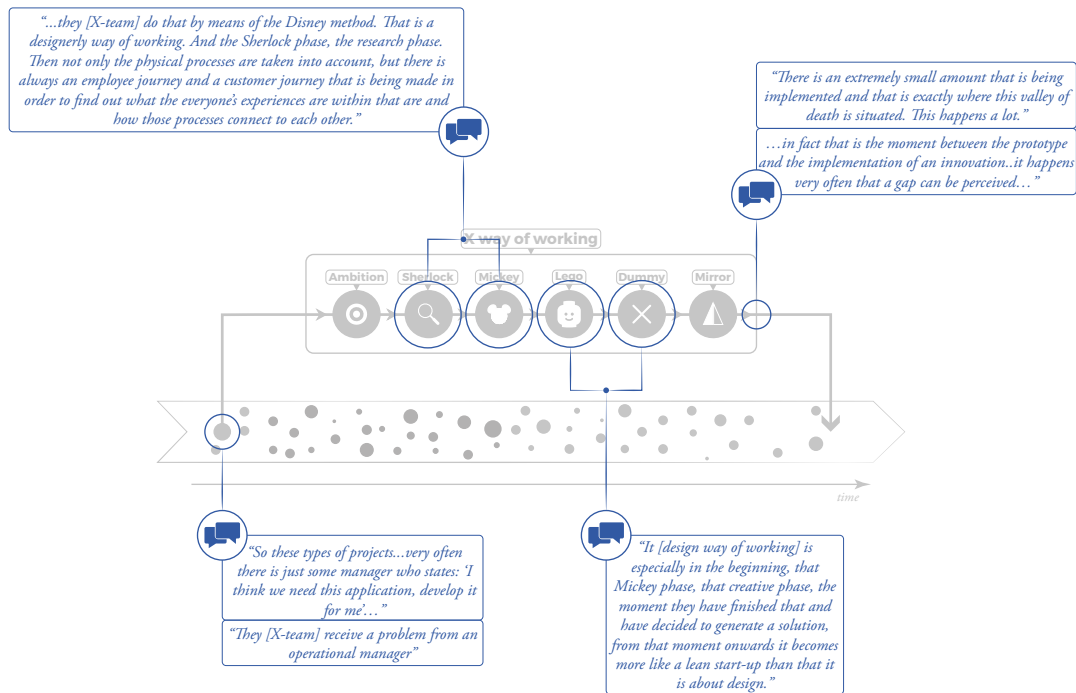 “...they [X-team] do that by means of the Disney method. That is a
designerly way of working. And the Sherlock phase, the research phase.
Then not only the physical processes are taken into account, but there is
always an employee journey and a customer journey that is being made in
order to find out what the everyone’s experiences are within that are and
how those processes connect to each other.”
“There is an extremely small amount that is being
implemented and that is exactly where this valley of
death is situated. This happens a lot.”
…in fact that is the moment between the prototype
and the implementation of an innovation..it happens
very often that a gap can be perceived…”
X way of working
Ambition
Sherlock
Mickey
Lego
Dummy
Mirror
time
“So these types of projects...very often
there is just some manager who states: ‘I
think we need this application, develop it
for me’…”
“They [X-team] receive a problem from an
operational manager”
“It [design way of working] is
especially in the beginning, that
Mickey phase, that creative phase, the
moment they have finished that and
have decided to generate a solution,
from that moment onwards it becomes
more like a lean start-up than that it
is about design.”